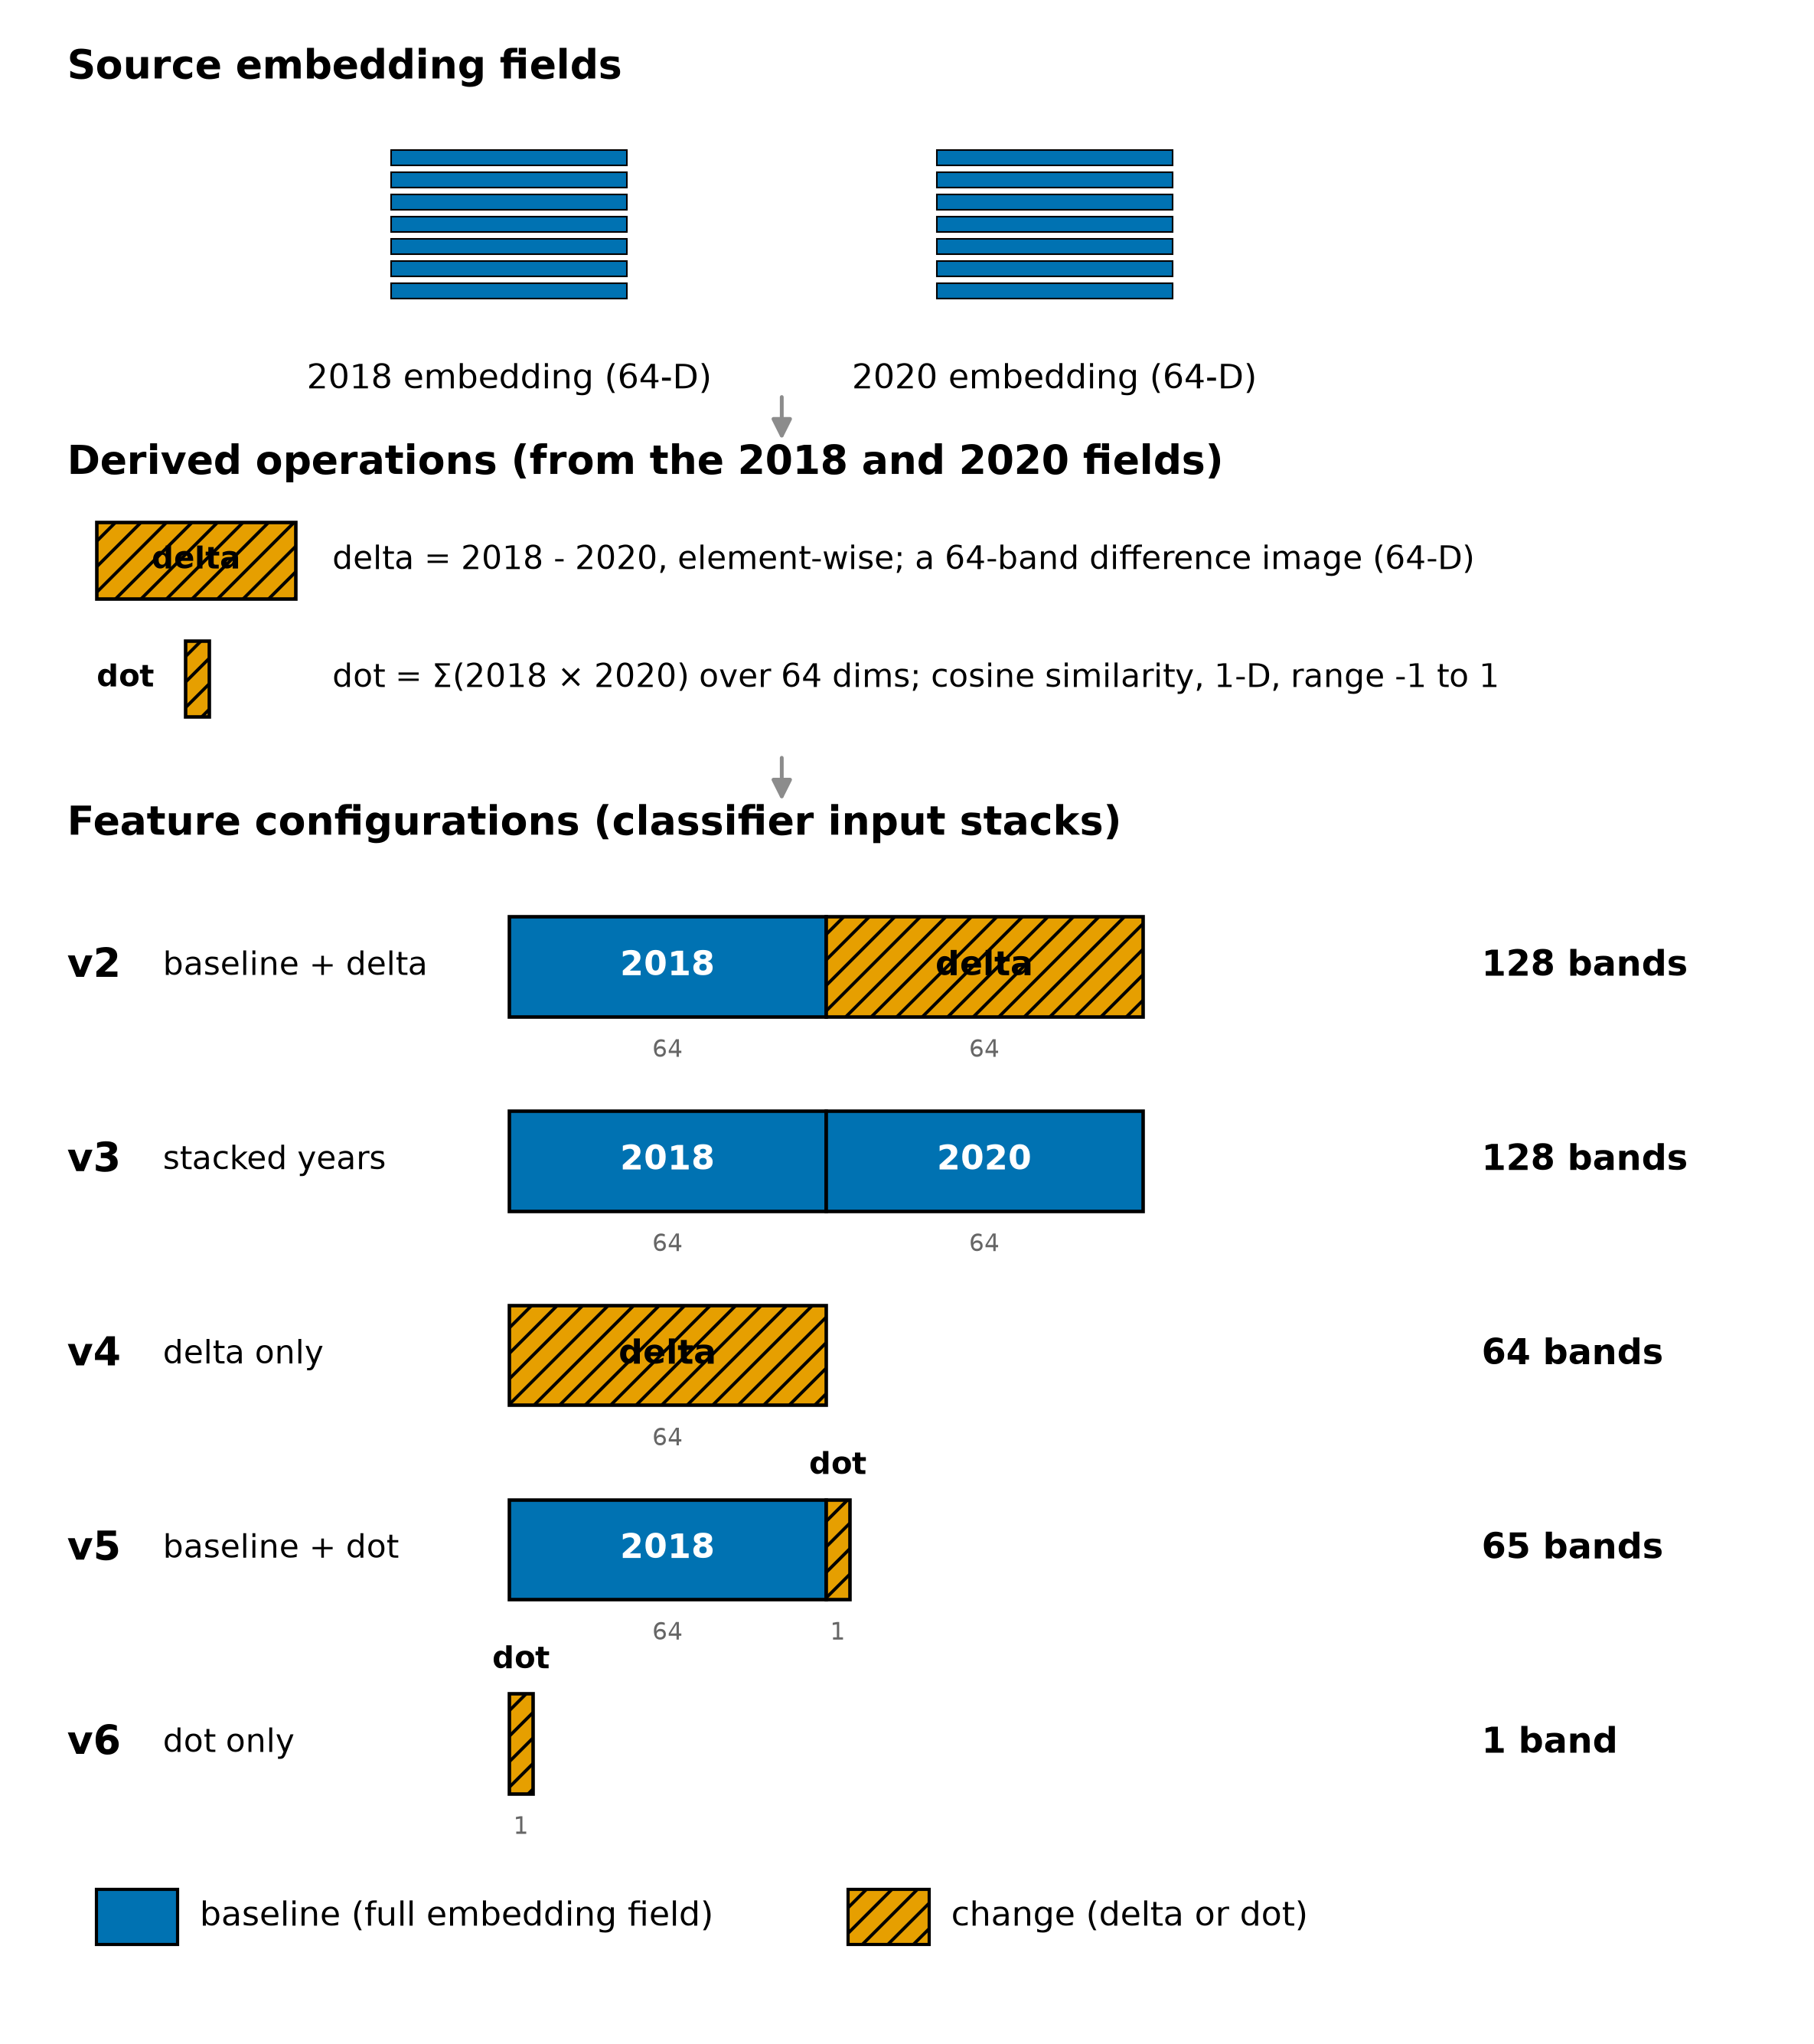 Source embedding fields
2018 embedding (64-D) 2020 embedding (64-D)
Derived operations (from the 2018 and 2020 fields)
delta delta = 2018 - 2020, element-wise; a 64-band difference image (64-D)
dot dot = Σ(2018 × 2020) over 64 dims; cosine similarity, 1-D, range -1 to 1
Feature configurations (classifier input stacks)
v2 baseline + delta 2018 delta 128 bands
64 64
v3 stacked years 2018 2020 128 bands
64 64
v4 delta only delta 64 bands
64
dot
v5 baseline + dot 2018 65 bands
64 1
dot
v6 dot only 1 band
1
baseline (full embedding field) change (delta or dot)